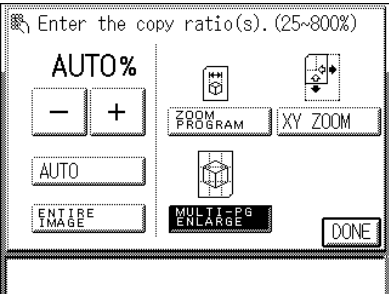 Enter the copy ratio(s).(25~800%)
AUTO%
− +
ZOOM
PROGRAM
XY ZOOM
AUTO
ENTIRE
IMAGE
MULTI-PG
ENLARGE
DONE